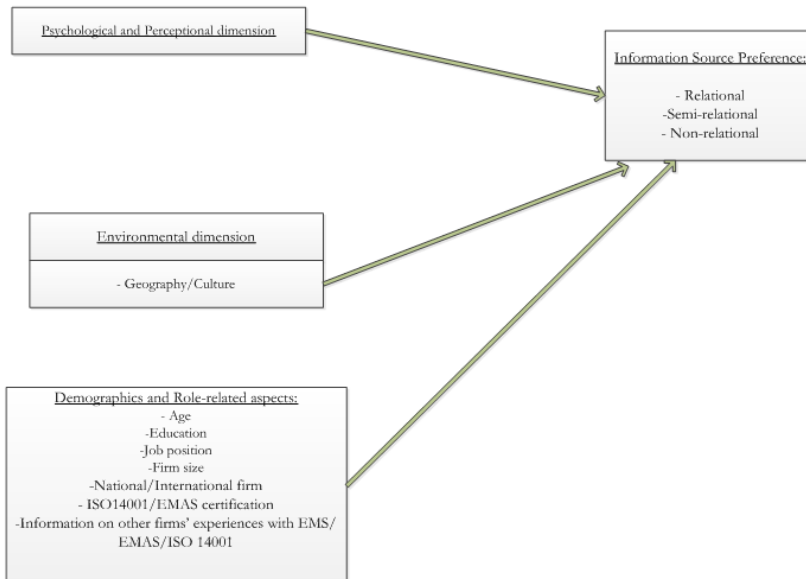 Psychological and Perceptional dimension
Information Source Preference:
- Relational
-Semi-relational
- Non-relational
Environmental dimension
- Geography/Culture
Demographics and Role-related aspects:
- Age
-Education
-Job position
-Firm size
-National/International firm
- ISO14001/EMAS certification
-Information on other firms' experiences with EMS/
EMAS/ISO 14001